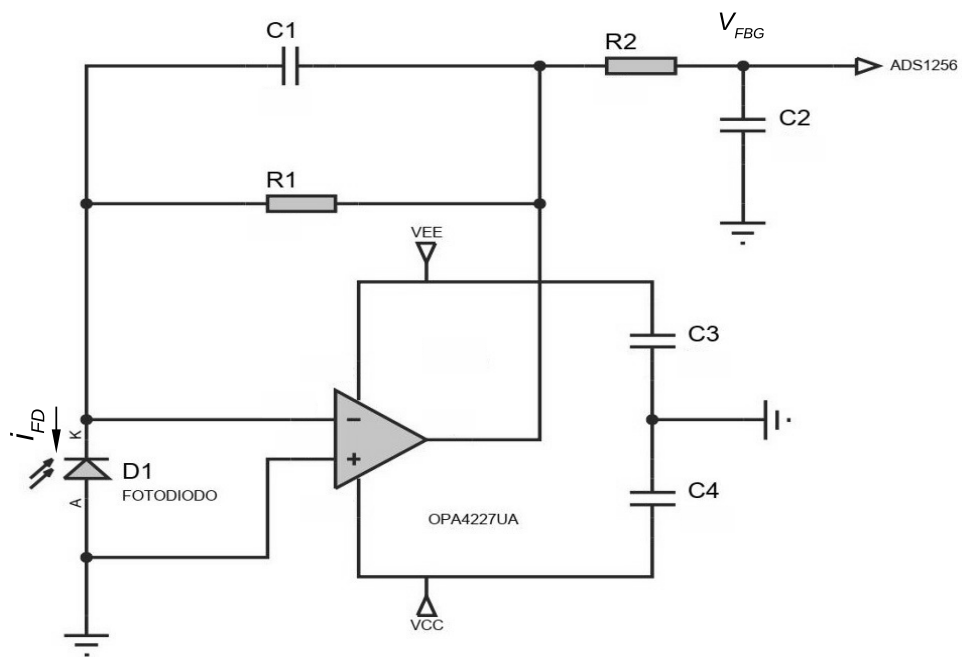 C1
R2
V_FBG
ADS1256
C2
R1
VEE
C3
i_FD
K
−
+
D1
FOTODIODO
A
C4
OPA4227UA
VCC